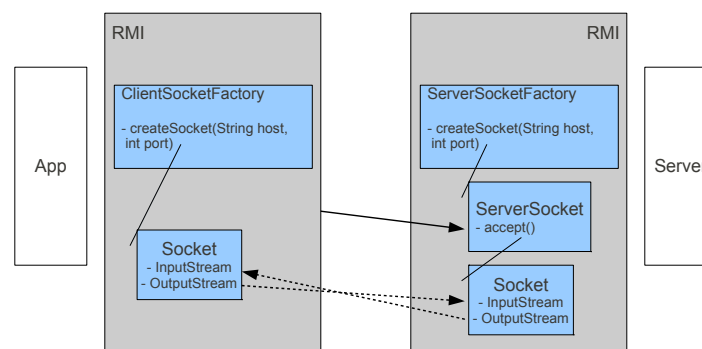 RMI
RMI
ClientSocketFactory
- createSocket(String host,
int port)
ServerSocketFactory
- createSocket(String host,
int port)
App
Server
ServerSocket
- accept()
Socket
- InputStream
- OutputStream
Socket
- InputStream
- OutputStream